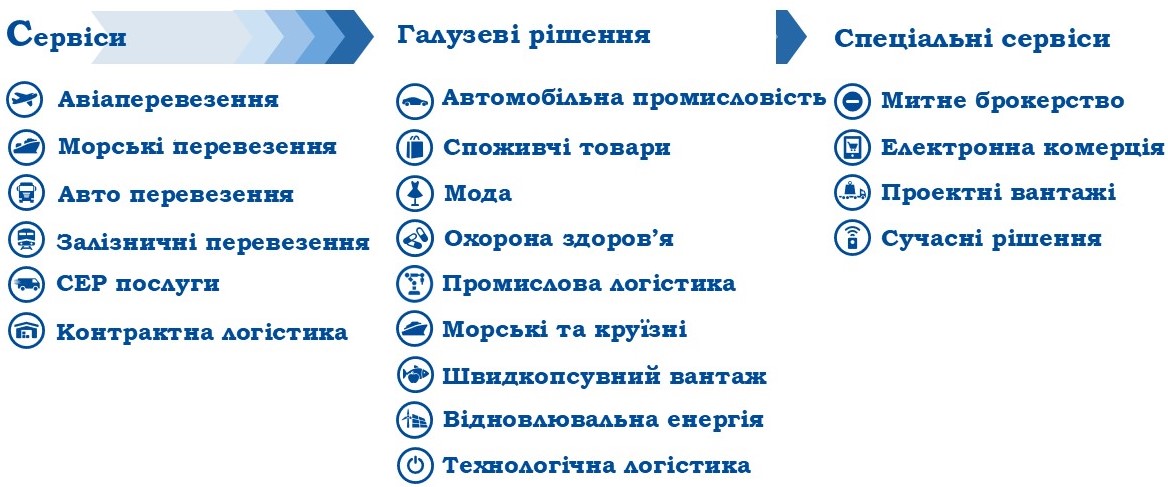 Сервіси
Авіаперевезення
Морські перевезення
Авто перевезення
Залізничні перевезення
СЕР послуги
Контрактна логістика
Галузеві рішення
Автомобільна промисловість
Споживчі товари
Мода
Охорона здоров’я
Промислова логістика
Морські та круїзні
Швидкопсувний вантаж
Відновлювальна енергія
Технологічна логістика
Спеціальні сервіси
Митне брокерство
Електронна комерція
Проектні вантажі
Сучасні рішення